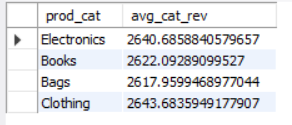 prod_cat avg_cat_rev
Electronics 2640.6858840579657
Books 2622.09289099527
Bags 2617.9599468977044
Clothing 2643.6835949177907